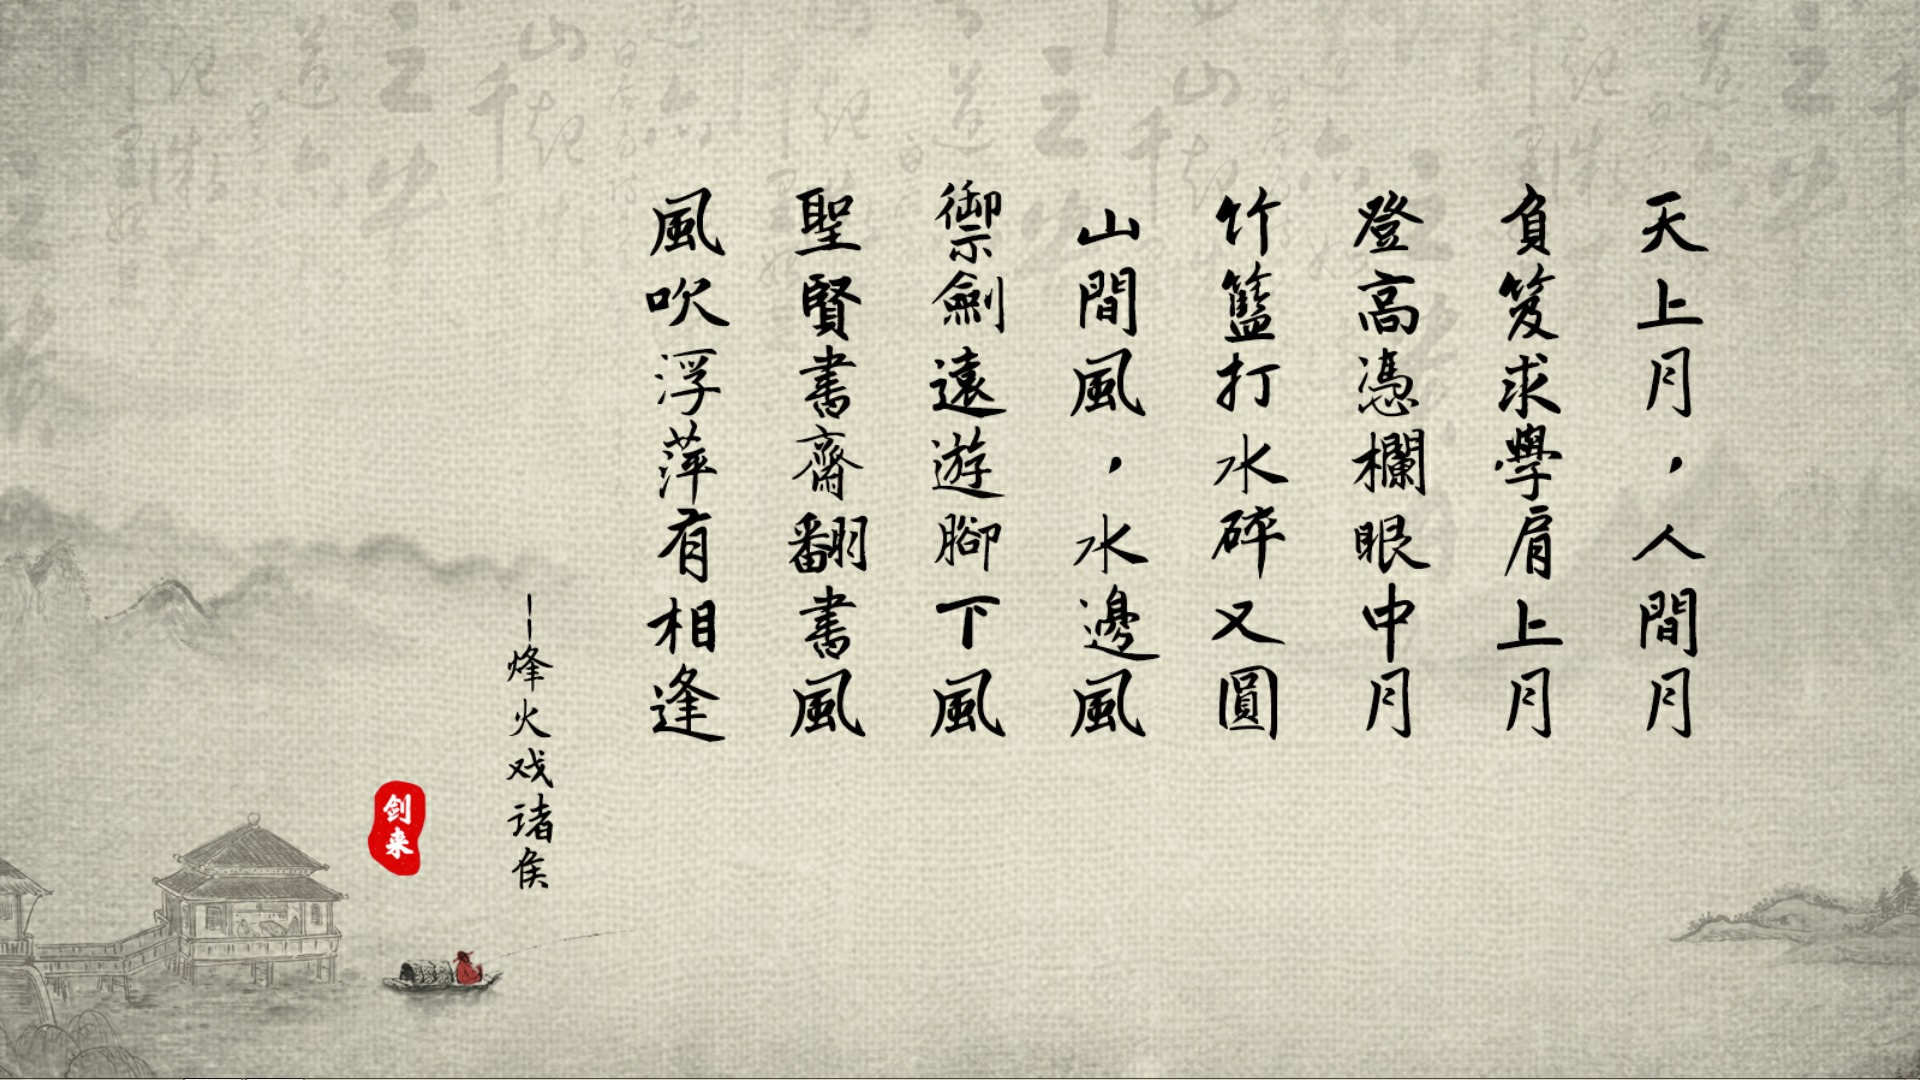 天上月，人間月
負笈求學肩上月
登高憑欄眼中月
竹籃打水碎又圓
山間風，水邊風
禦劍遠遊腳下風
聖賢書齋翻書風
風吹浮萍有相逢
——烽火戏诸侯
剑来